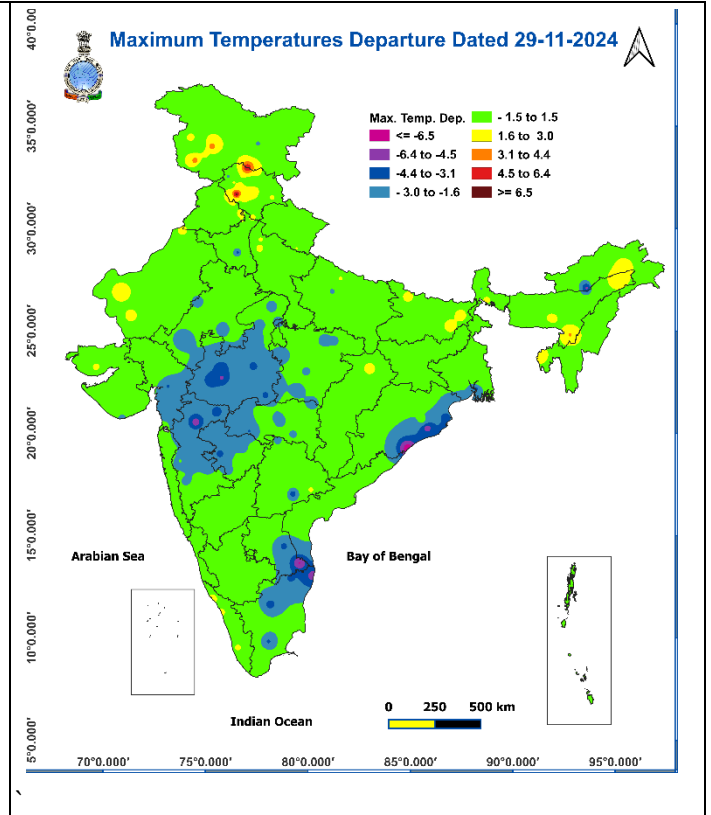 Maximum Temperatures Departure Dated 29-11-2024
Max. Temp. Dep.
<= -6.5
-6.4 to -4.5
-4.4 to -3.1
- 3.0 to -1.6
- 1.5 to 1.5
1.6 to 3.0
3.1 to 4.4
4.5 to 6.4
>= 6.5
40°0.000'
35°0.000'
30°0.000'
25°0.000'
20°0.000'
15°0.000'
10°0.000'
5°0.000'
Arabian Sea
Bay of Bengal
Indian Ocean
0 250 500 km
70°0.000' 75°0.000' 80°0.000' 85°0.000' 90°0.000' 95°0.000'
`